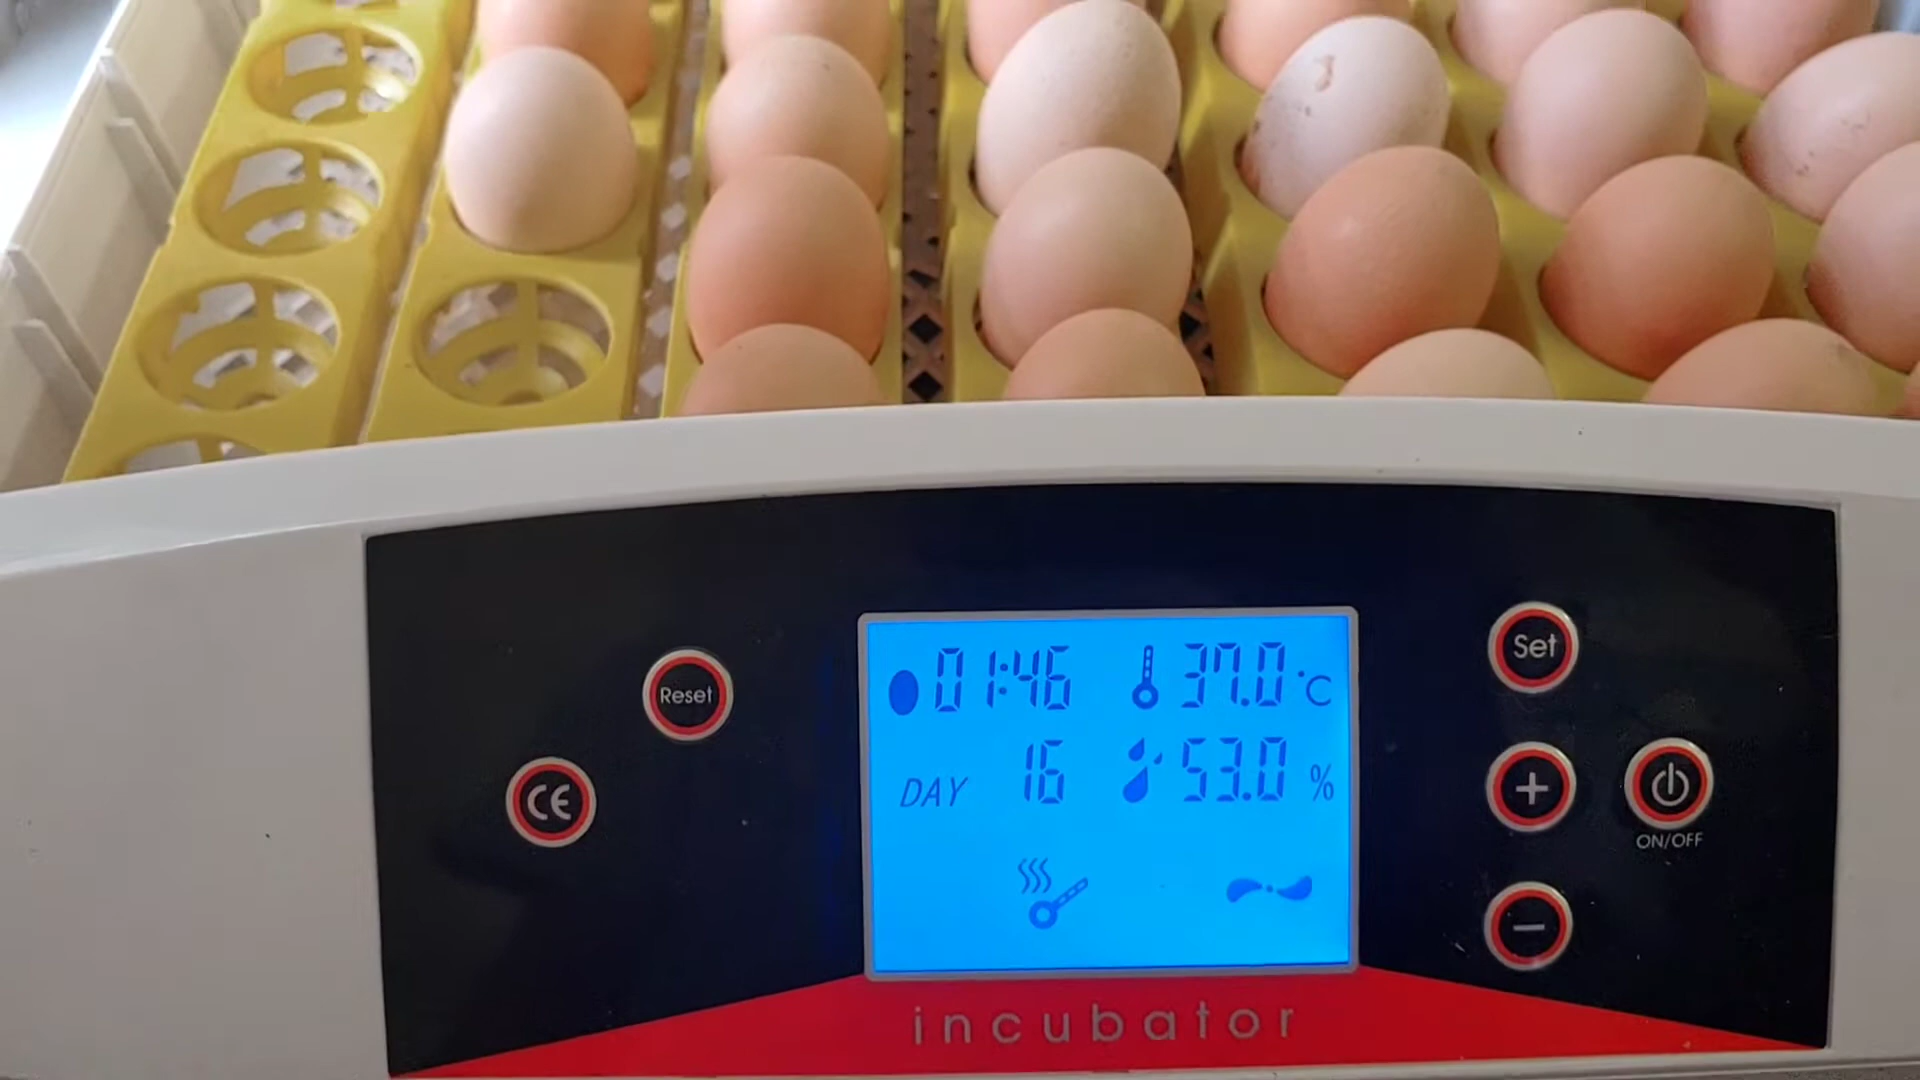 01:46 37.0 °C
DAY 16 53.0 %
Reset
CE
Set
+
ON/OFF
−
incubator